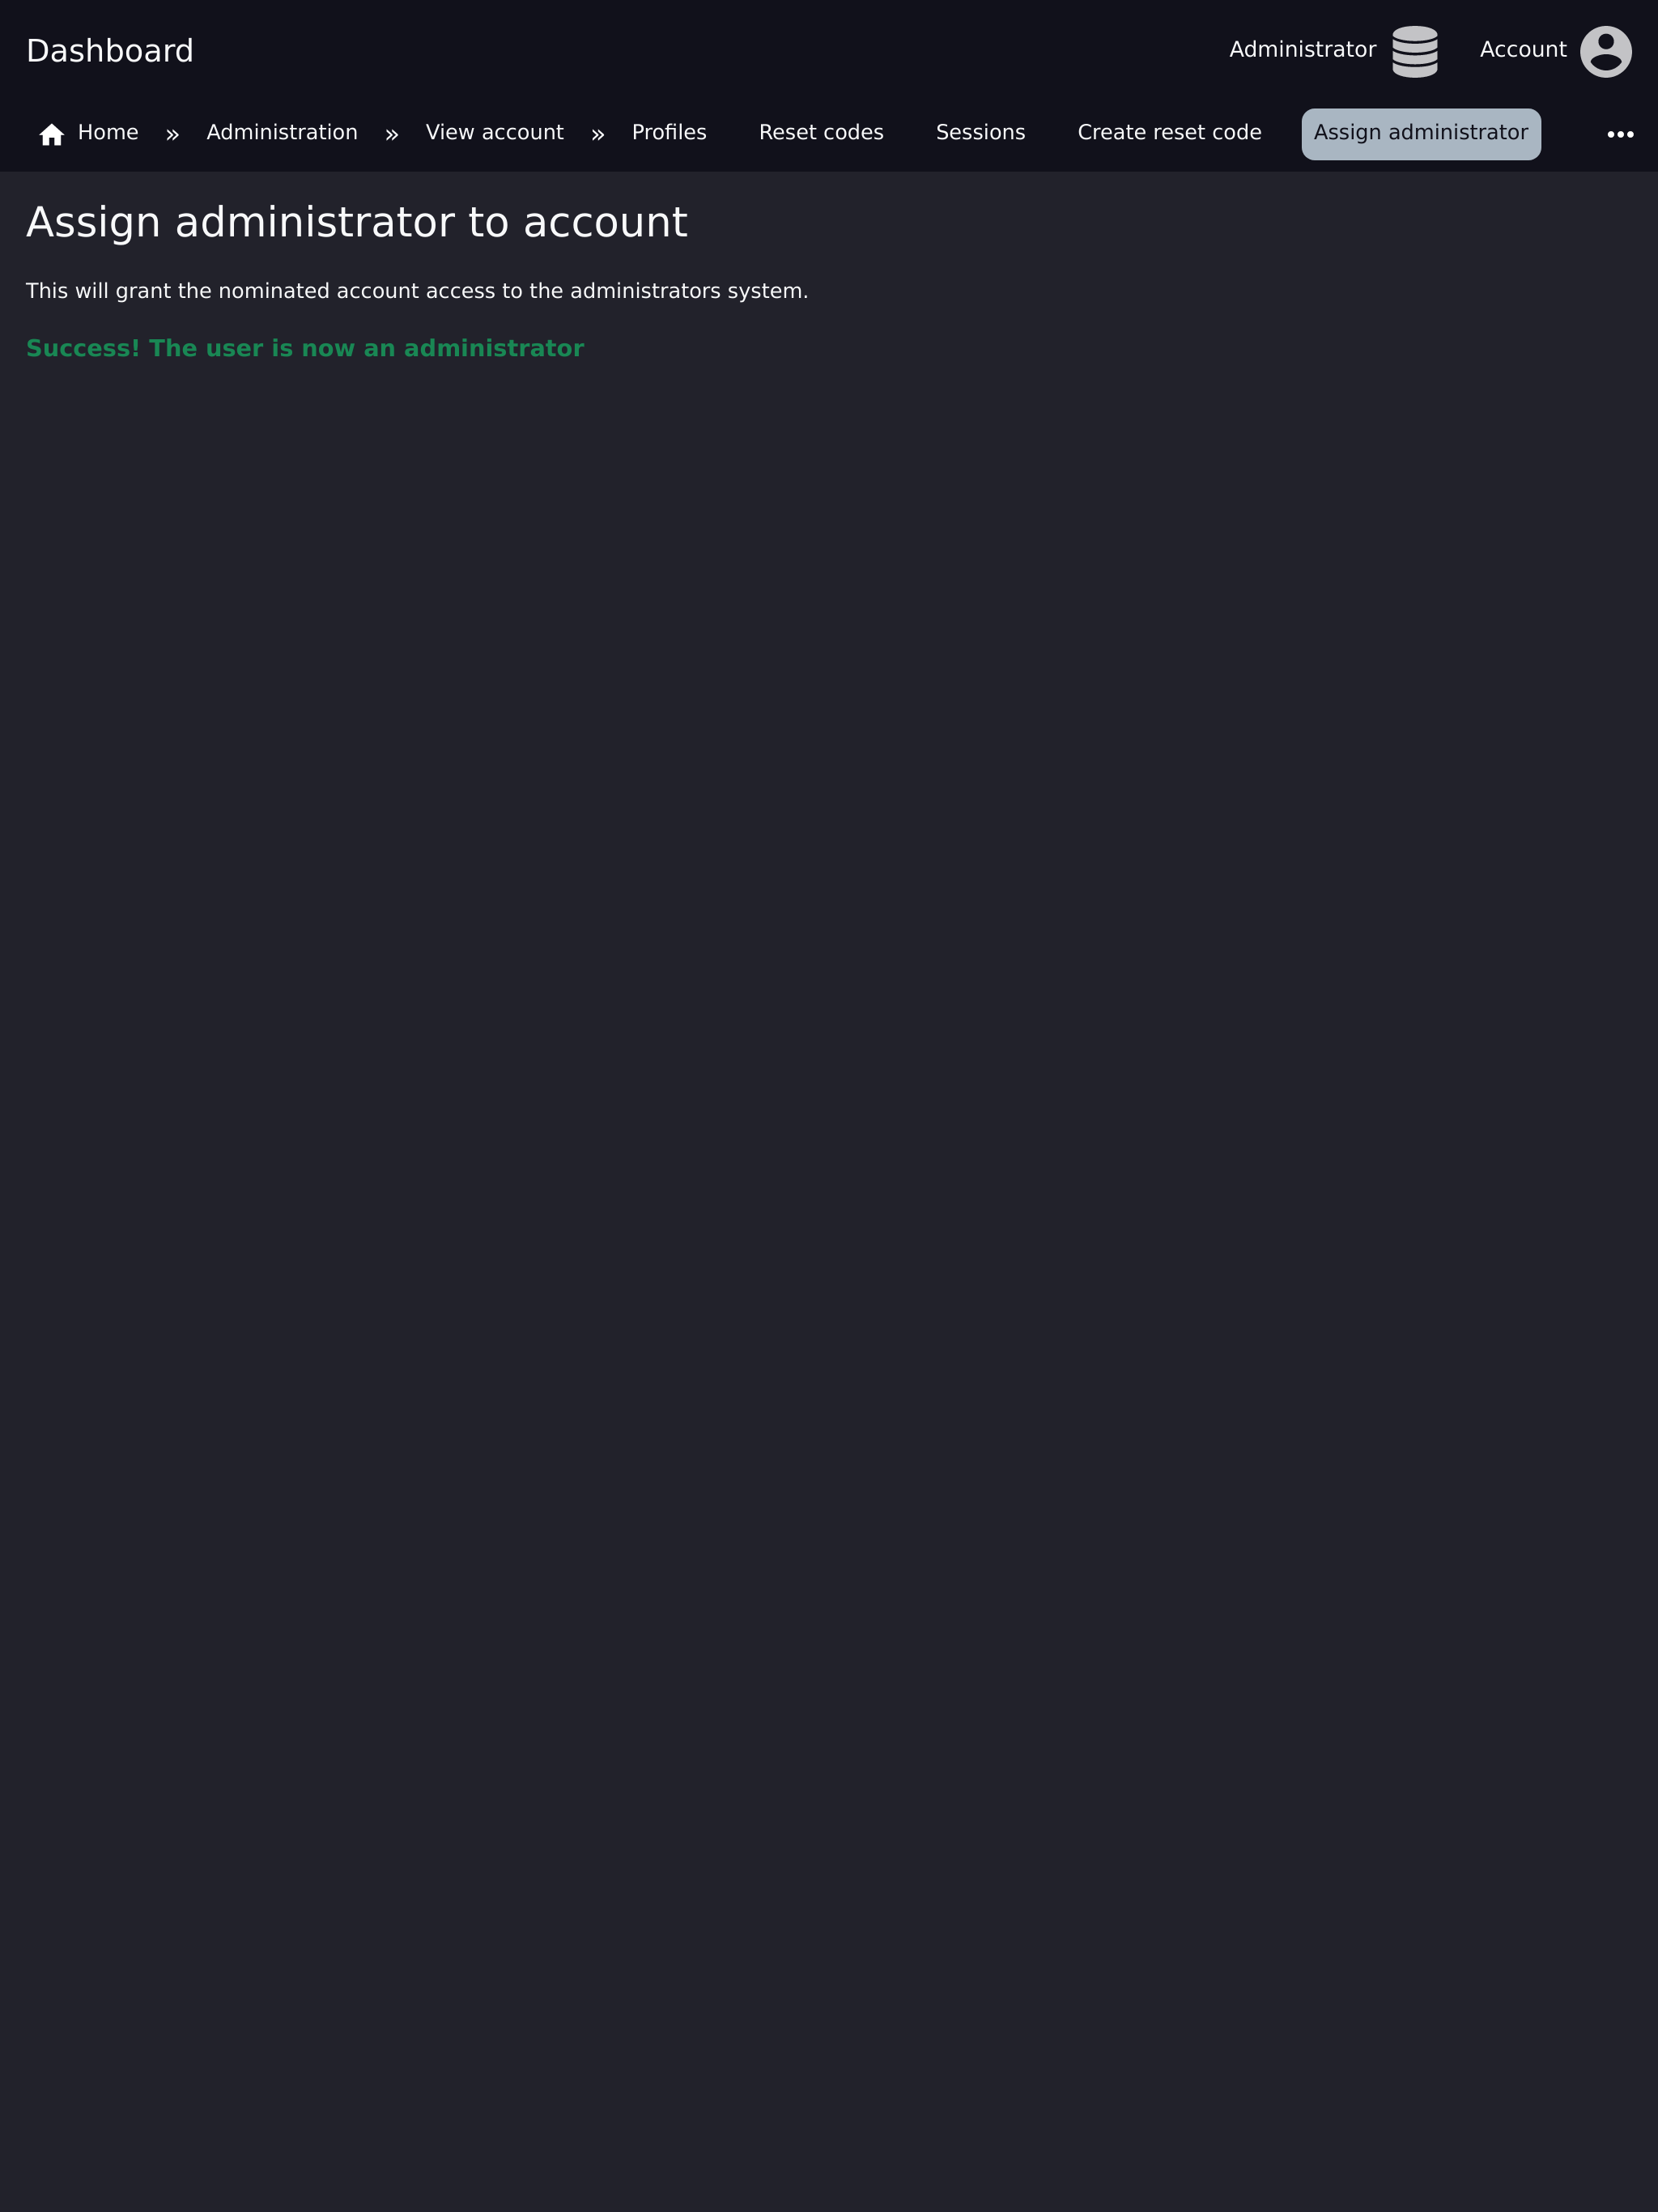 Dashboard
Administrator
Account
Home » Administration » View account » Profiles Reset codes Sessions Create reset code Assign administrator
Assign administrator to account
This will grant the nominated account access to the administrators system.
Success! The user is now an administrator